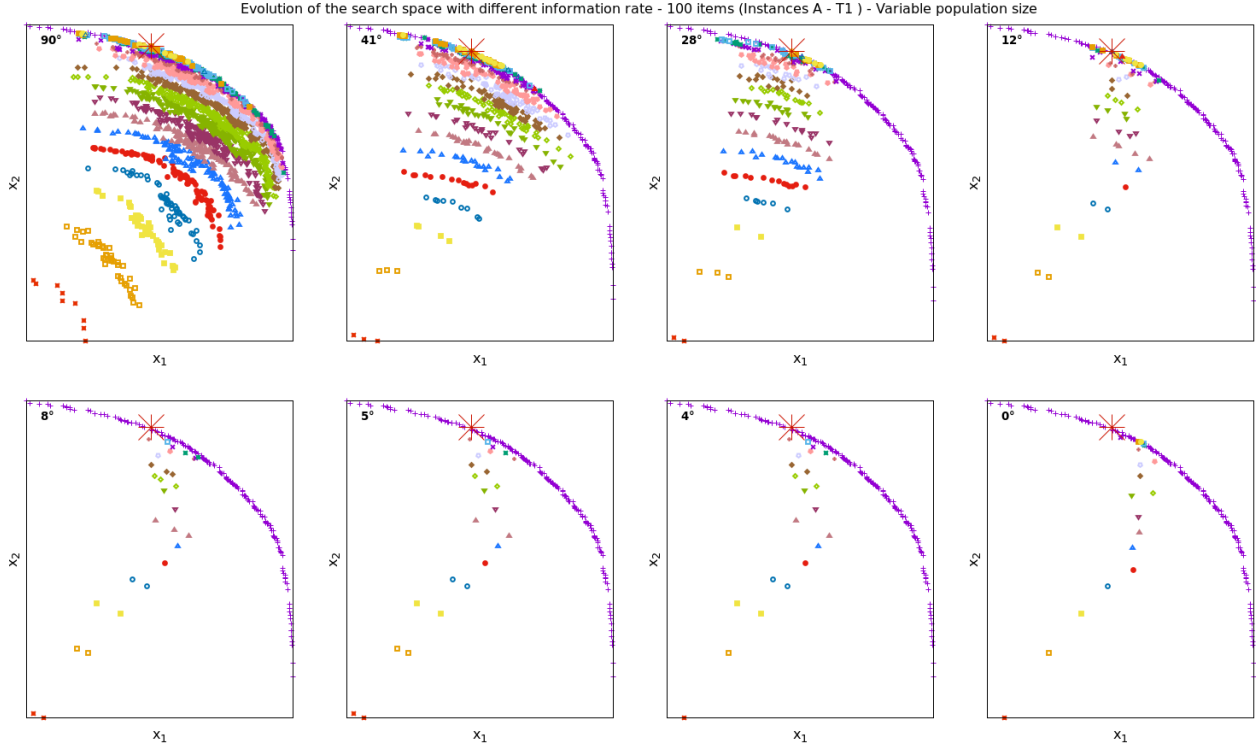 Evolution of the search space with different information rate - 100 items (Instances A - T1 ) - Variable population size
90° 41° 28° 12°
x2 x2 x2 x2
x1 x1 x1 x1
8° 5° 4° 0°
x2 x2 x2 x2
x1 x1 x1 x1